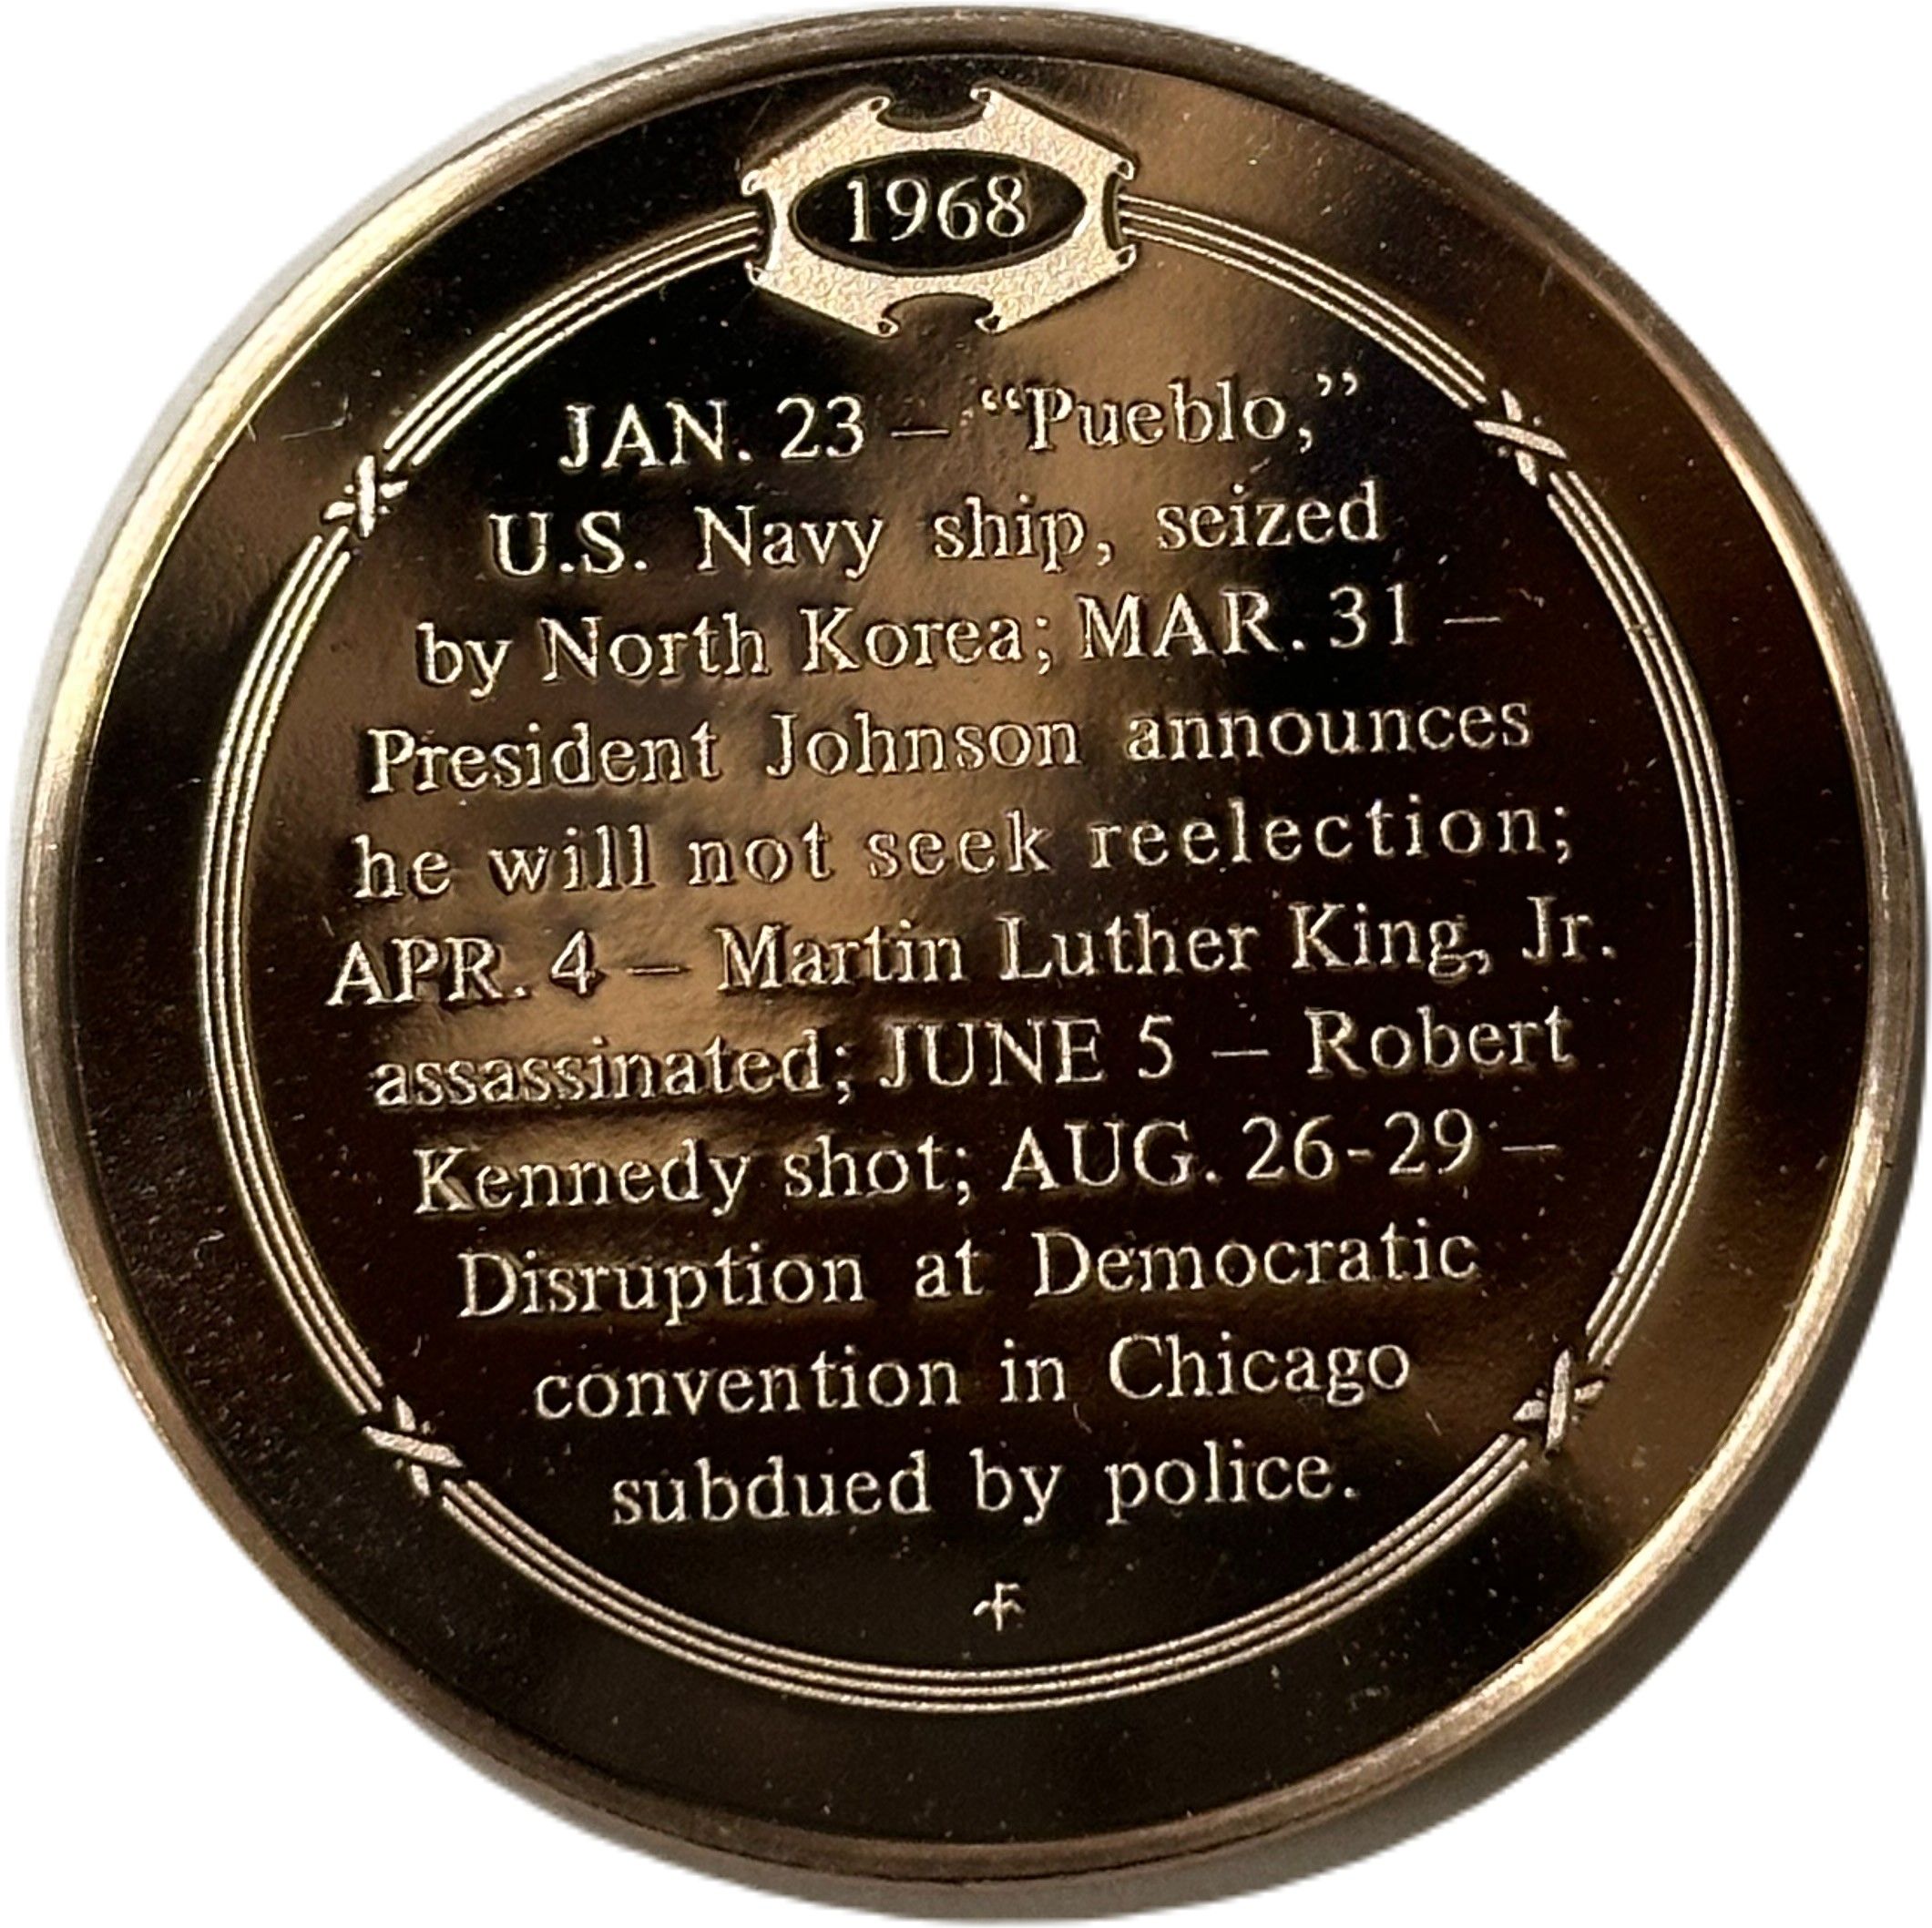 1968
JAN. 23 – “Pueblo,”
U.S. Navy ship, seized
by North Korea; MAR. 31 –
President Johnson announces
he will not seek reelection;
APR. 4 – Martin Luther King, Jr.
assassinated; JUNE 5 – Robert
Kennedy shot; AUG. 26-29 –
Disruption at Democratic
convention in Chicago
subdued by police.